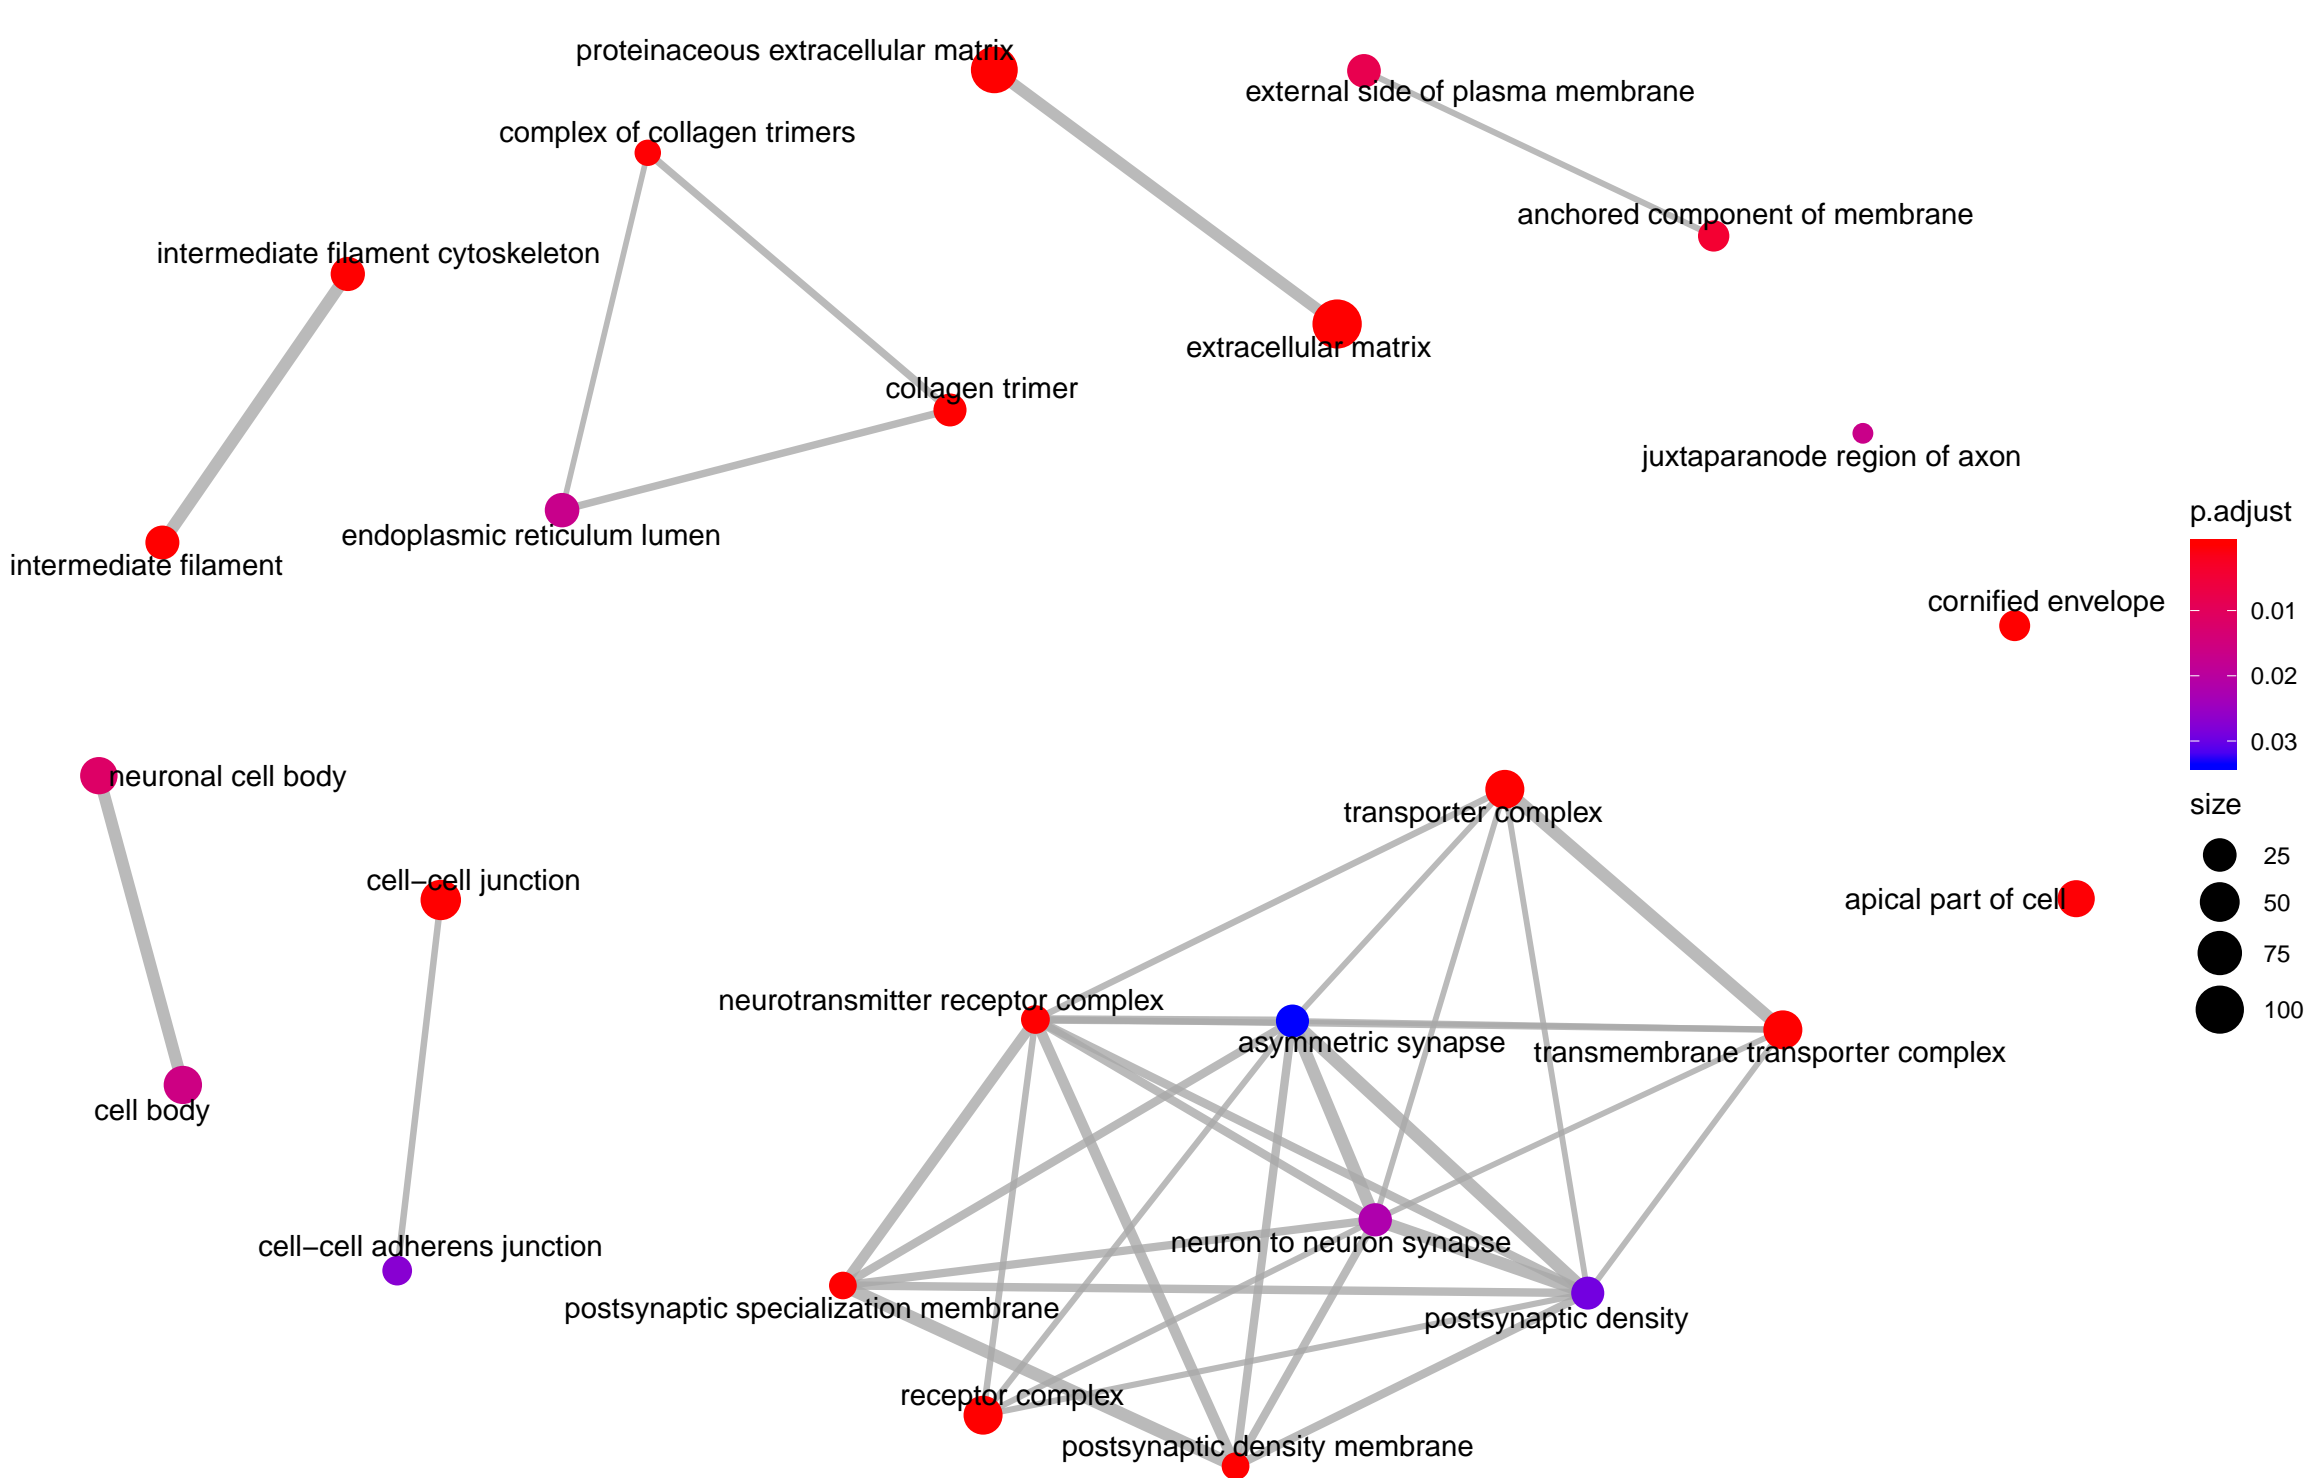 proteinaceous extracellular matrix
external side of plasma membrane
complex of collagen trimers
anchored component of membrane
intermediate filament cytoskeleton
extracellular matrix
collagen trimer
juxtaparanode region of axon
endoplasmic reticulum lumen
intermediate filament
cornified envelope
neuronal cell body
transporter complex
cell–cell junction
apical part of cell
neurotransmitter receptor complex
asymmetric synapse
transmembrane transporter complex
cell body
neuron to neuron synapse
cell–cell adherens junction
postsynaptic specialization membrane
postsynaptic density
receptor complex
postsynaptic density membrane
p.adjust
0.01
0.02
0.03
size
25
50
75
100